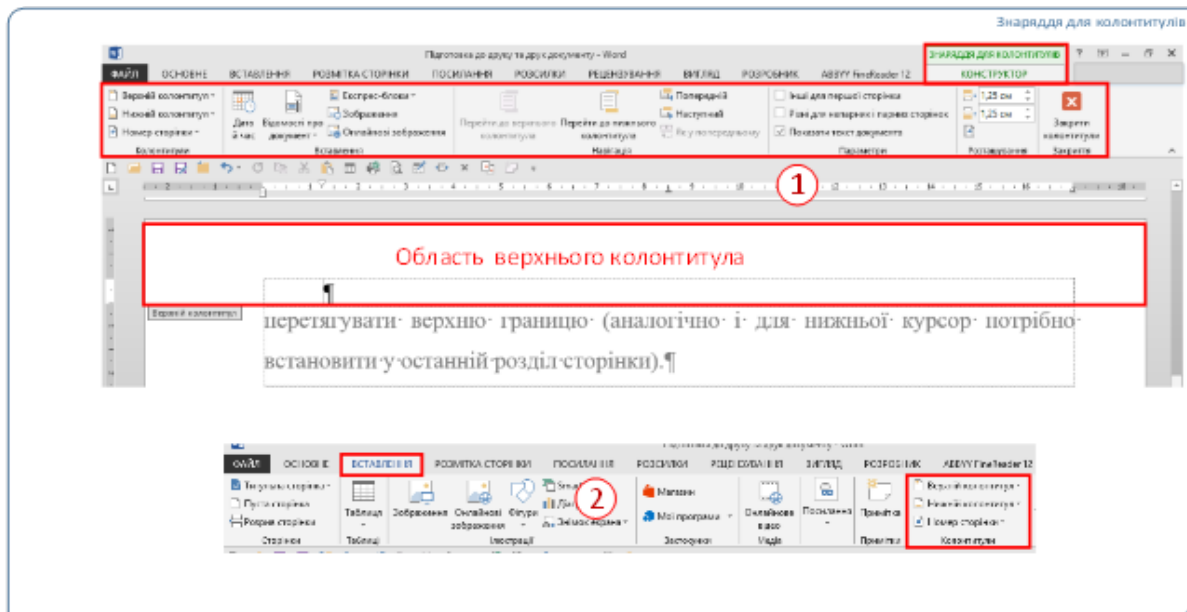 Знаряддя для колонтитулів
Підготовка до друку та друк документу - Word
ЗНАРЯДДЯ ДЛЯ КОЛОНТИТУЛІВ
ФАЙЛ ОСНОВНЕ ВСТАВЛЕННЯ РОЗМІТКА СТОРІНКИ ПОСИЛАННЯ РОЗСИЛКИ РЕЦЕНЗУВАННЯ ВИГЛЯД РОЗРОБНИК ABBYY FineReader 12 КОНСТРУКТОР
Верхній колонтитул
Нижній колонтитул
Номер сторінки
Колонтитули
Дата й час
Відомості про документ
Експрес-блоки
Зображення
Онлайнові зображення
Вставлення
Перейти до верхнього колонтитула
Перейти до нижнього колонтитула
Попередній
Наступний
Як у попередньому
Навігація
Інші для першої сторінки
Різні для непарних і парних сторінок
Показати текст документа
Параметри
1,25 см
1,25 см
Розташування
Закрити колонтитули
Закриття
1
Область верхнього колонтитула
¶
Верхній колонтитул
перетягувати· верхню· границю· (аналогічно· і· для· нижньої· курсор· потрібно·
встановити·у·останній·розділ·сторінки).¶
ФАЙЛ ОСНОВНЕ ВСТАВЛЕННЯ РОЗМІТКА СТОРІНКИ ПОСИЛАННЯ РОЗСИЛКИ РЕЦЕНЗУВАННЯ ВИГЛЯД РОЗРОБНИК ABBYY FineReader 12
Титульна сторінка
Пуста сторінка
Розрив сторінки
Сторінки
Таблиця
Таблиці
Зображення
Онлайнові зображення
Фігури
Знімок екрана
Ілюстрації
2
Магазин
Мої програми
Застосунки
Онлайнове відео
Медіа
Посилання
Примітка
Примітки
Верхній колонтитул
Нижній колонтитул
Номер сторінки
Колонтитули